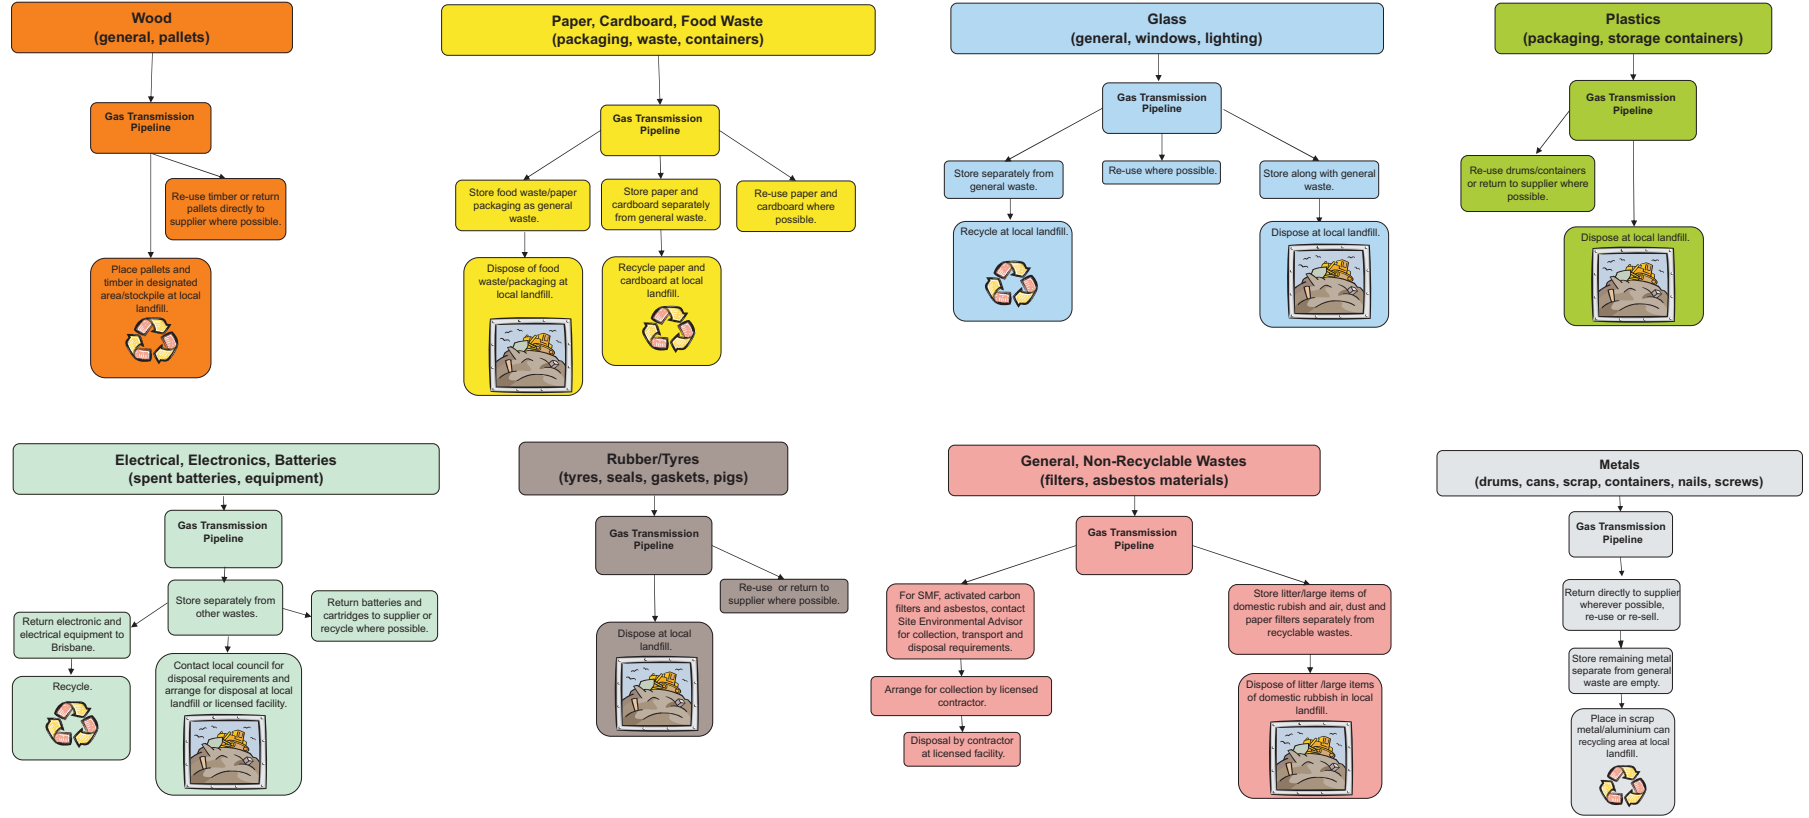 Wood
(general, pallets)
Gas Transmission
Pipeline
Re-use timber or return
pallets directly to
supplier where possible.
Place pallets and
timber in designated
area/stockpile at local
landfill.
Paper, Cardboard, Food Waste
(packaging, waste, containers)
Gas Transmission
Pipeline
Store food waste/paper
packaging as general
waste.
Store paper and
cardboard separately
from general waste.
Re-use paper and
cardboard where
possible.
Dispose of food
waste/packaging at
local landfill.
Recycle paper and
cardboard at local
landfill.
Glass
(general, windows, lighting)
Gas Transmission
Pipeline
Store separately from
general waste.
Re-use where possible.
Store along with general
waste.
Recycle at local landfill.
Dispose at local landfill.
Plastics
(packaging, storage containers)
Gas Transmission
Pipeline
Re-use drums/containers
or return to supplier where
possible.
Dispose at local landfill.
Electrical, Electronics, Batteries
(spent batteries, equipment)
Gas Transmission
Pipeline
Store separately from
other wastes.
Return electronic and
electrical equipment to
Brisbane.
Return batteries and
cartridges to supplier or
recycle where possible.
Recycle.
Contact local council for
disposal requirements and
arrange for disposal at local
landfill or licensed facility.
Rubber/Tyres
(tyres, seals, gaskets, pigs)
Gas Transmission
Pipeline
Re-use or return to
supplier where possible.
Dispose at local
landfill.
General, Non-Recyclable Wastes
(filters, asbestos materials)
Gas Transmission
Pipeline
For SMF, activated carbon
filters and asbestos, contact
Site Environmental Advisor
for collection, transport and
disposal requirements.
Store litter/large items of
domestic rubish and air, dust and
paper filters separately from
recyclable wastes.
Arrange for collection by licensed
contractor.
Disposal by contractor
at licensed facility.
Dispose of litter /large items
of domestic rubbish in local
landfill.
Metals
(drums, cans, scrap, containers, nails, screws)
Gas Transmission
Pipeline
Return directly to supplier
wherever possible,
re-use or re-sell.
Store remaining metal
separate from general
waste are empty.
Place in scrap
metal/aluminium can
recycling area at local
landfill.